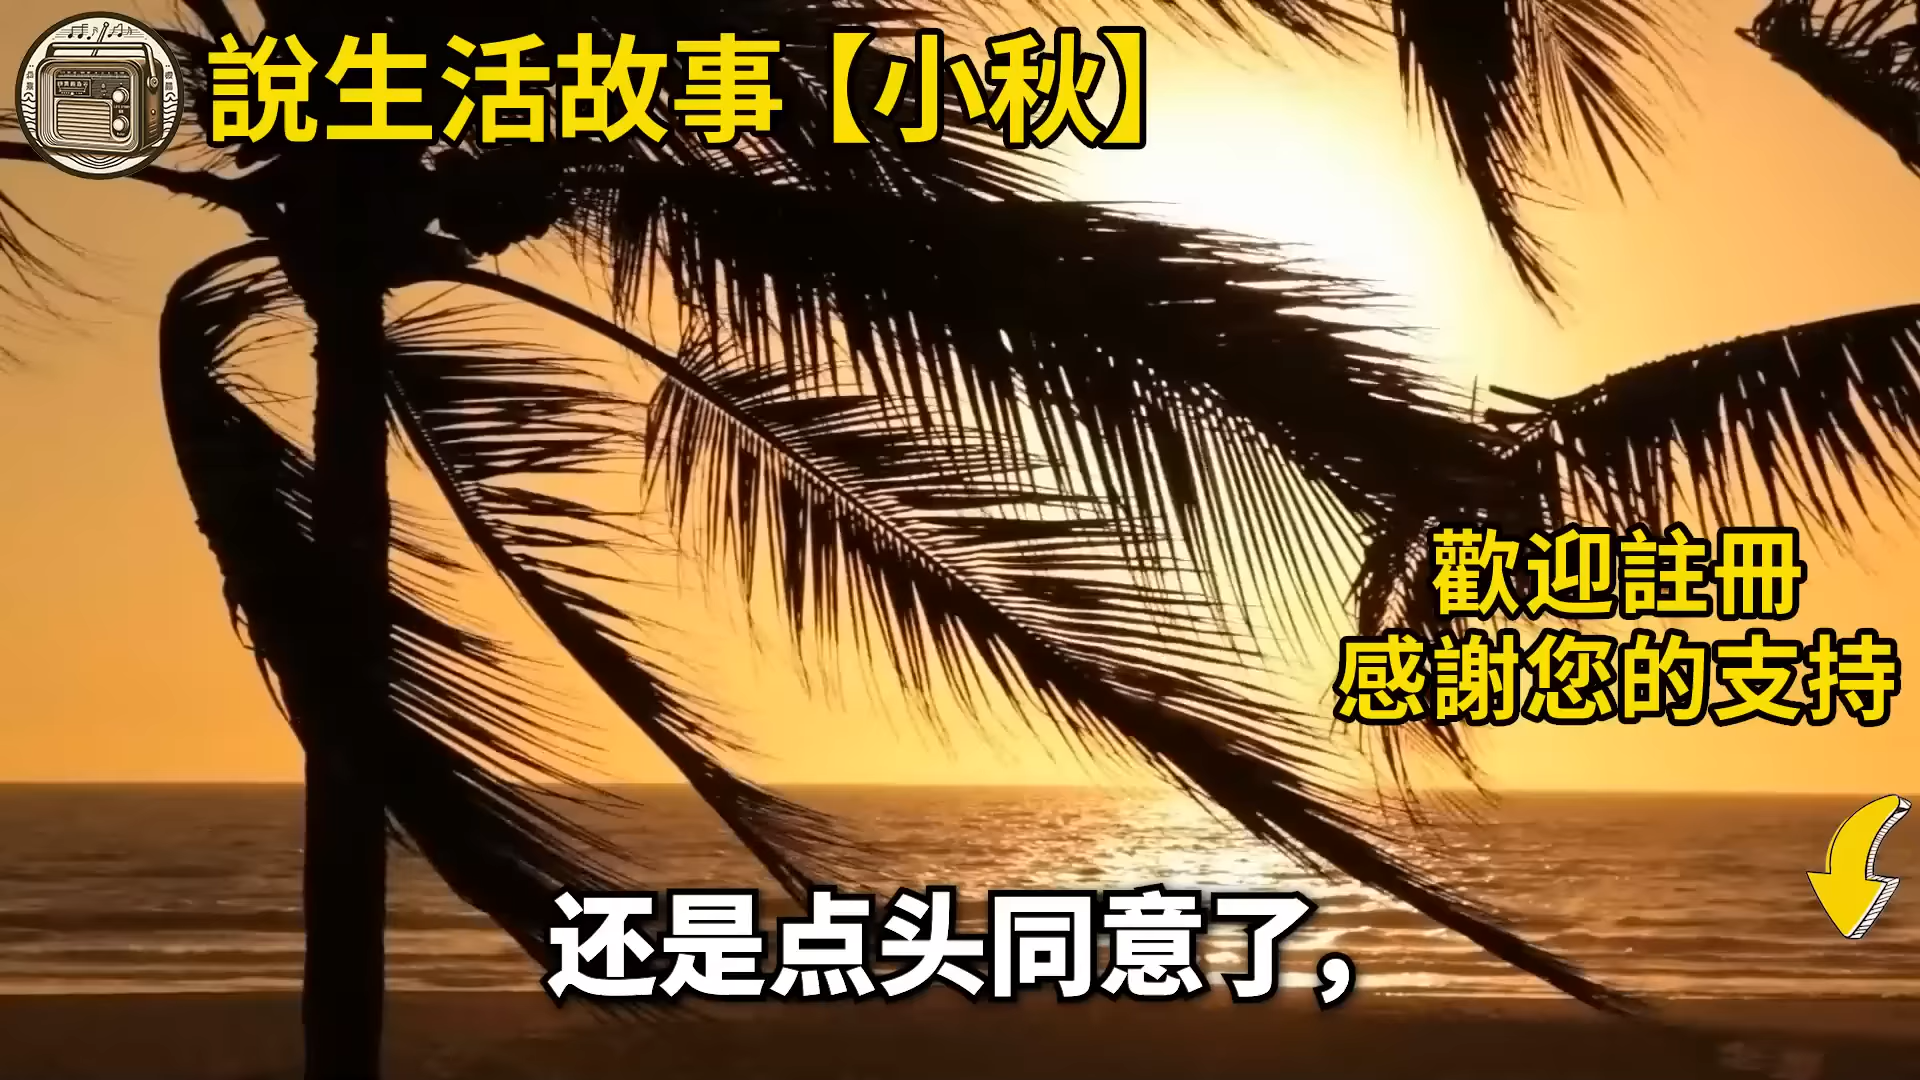 說生活故事【小秋】
歡迎註冊
感謝您的支持
还是点头同意了，